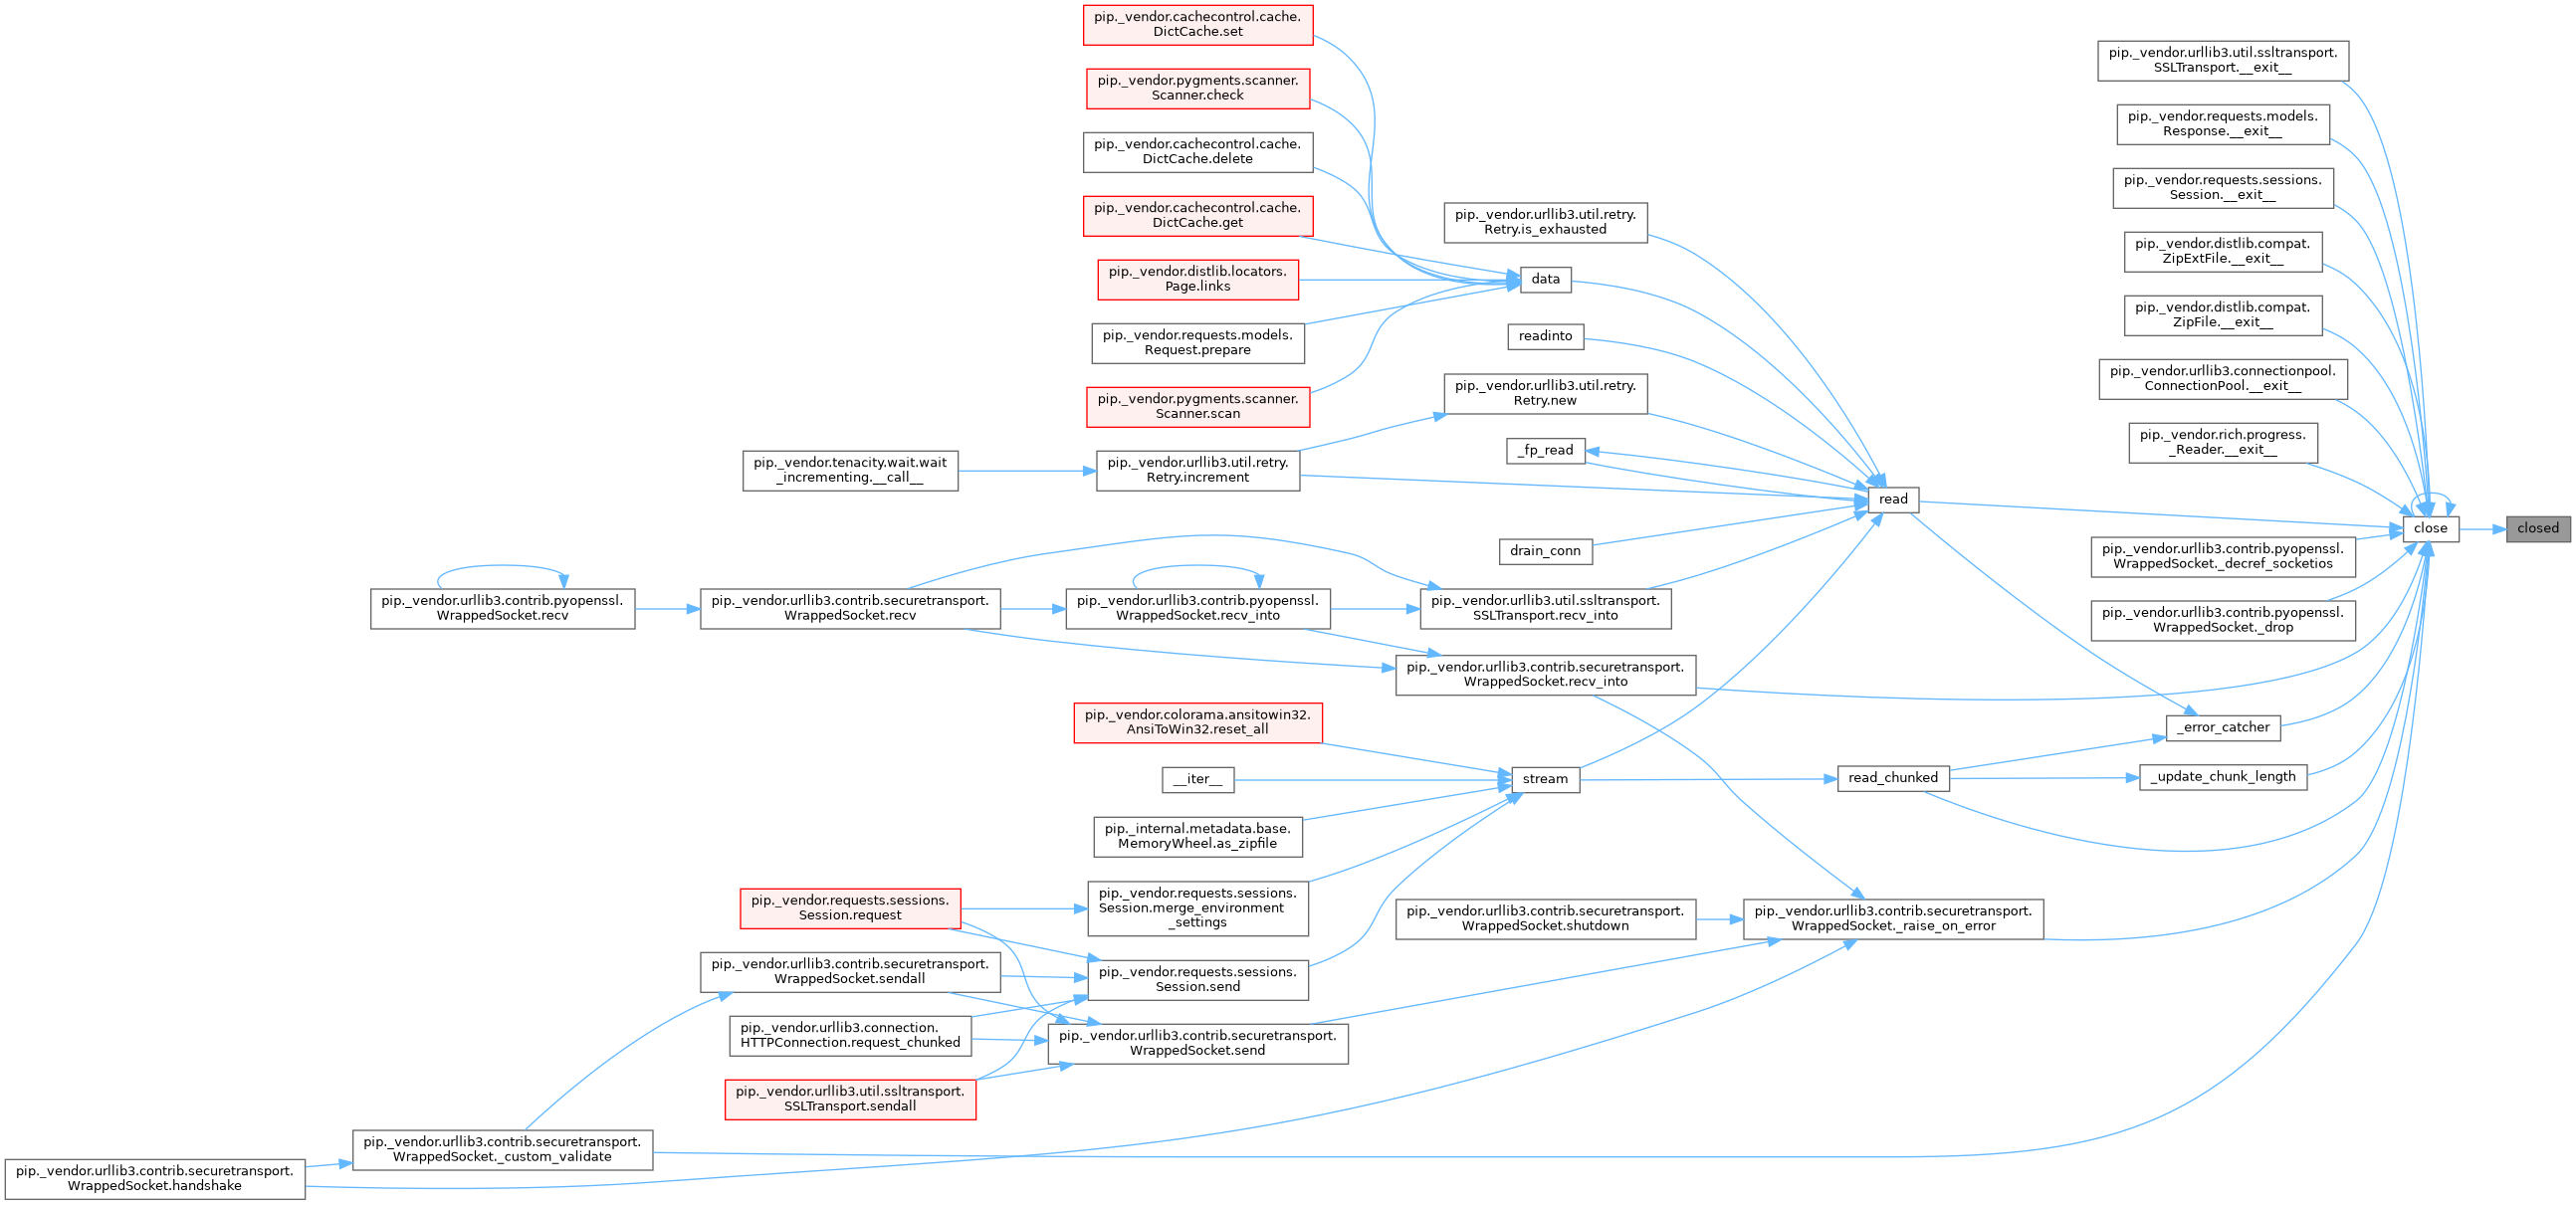 pip._vendor.cachecontrol.cache.
DictCache.set
pip._vendor.pygments.scanner.
Scanner.check
pip._vendor.cachecontrol.cache.
DictCache.delete
pip._vendor.cachecontrol.cache.
DictCache.get
pip._vendor.distlib.locators.
Page.links
pip._vendor.requests.models.
Request.prepare
pip._vendor.pygments.scanner.
Scanner.scan
pip._vendor.urllib3.util.retry.
Retry.is_exhausted
data
readinto
pip._vendor.urllib3.util.retry.
Retry.new
_fp_read
pip._vendor.tenacity.wait.wait
_incrementing.__call__
pip._vendor.urllib3.util.retry.
Retry.increment
read
drain_conn
pip._vendor.urllib3.contrib.pyopenssl.
WrappedSocket.recv
pip._vendor.urllib3.contrib.securetransport.
WrappedSocket.recv
pip._vendor.urllib3.contrib.pyopenssl.
WrappedSocket.recv_into
pip._vendor.urllib3.util.ssltransport.
SSLTransport.recv_into
pip._vendor.urllib3.contrib.securetransport.
WrappedSocket.recv_into
pip._vendor.urllib3.util.ssltransport.
SSLTransport.__exit__
pip._vendor.requests.models.
Response.__exit__
pip._vendor.requests.sessions.
Session.__exit__
pip._vendor.distlib.compat.
ZipExtFile.__exit__
pip._vendor.distlib.compat.
ZipFile.__exit__
pip._vendor.urllib3.connectionpool.
ConnectionPool.__exit__
pip._vendor.rich.progress.
_Reader.__exit__
close
closed
pip._vendor.urllib3.contrib.pyopenssl.
WrappedSocket._decref_socketios
pip._vendor.urllib3.contrib.pyopenssl.
WrappedSocket._drop
_error_catcher
_update_chunk_length
read_chunked
pip._vendor.colorama.ansitowin32.
AnsiToWin32.reset_all
stream
__iter__
pip._internal.metadata.base.
MemoryWheel.as_zipfile
pip._vendor.requests.sessions.
Session.merge_environment
_settings
pip._vendor.requests.sessions.
Session.request
pip._vendor.urllib3.contrib.securetransport.
WrappedSocket.shutdown
pip._vendor.urllib3.contrib.securetransport.
WrappedSocket._raise_on_error
pip._vendor.urllib3.contrib.securetransport.
WrappedSocket.sendall
pip._vendor.requests.sessions.
Session.send
pip._vendor.urllib3.connection.
HTTPConnection.request_chunked
pip._vendor.urllib3.contrib.securetransport.
WrappedSocket.send
pip._vendor.urllib3.util.ssltransport.
SSLTransport.sendall
pip._vendor.urllib3.contrib.securetransport.
WrappedSocket._custom_validate
pip._vendor.urllib3.contrib.securetransport.
WrappedSocket.handshake